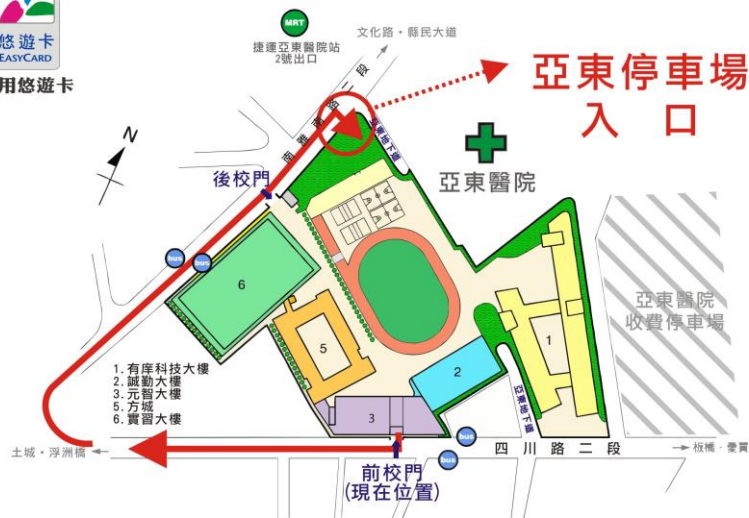 悠遊卡
EASYCARD
用悠遊卡
MRT
捷運亞東醫院站
2號出口
文化路・縣民大道
亞東停車場
入口
N
南雅南路二段
亞東地下道
亞東醫院
後校門
bus
bus
6
5
3
2
1
亞東醫院
收費停車場
1. 有庠科技大樓
2. 誠勤大樓
3. 元智大樓
5. 方城
6. 實習大樓
亞東地下道
土城・浮洲橋
bus
bus
四川路二段
板橋・愛買
前校門
(現在位置)